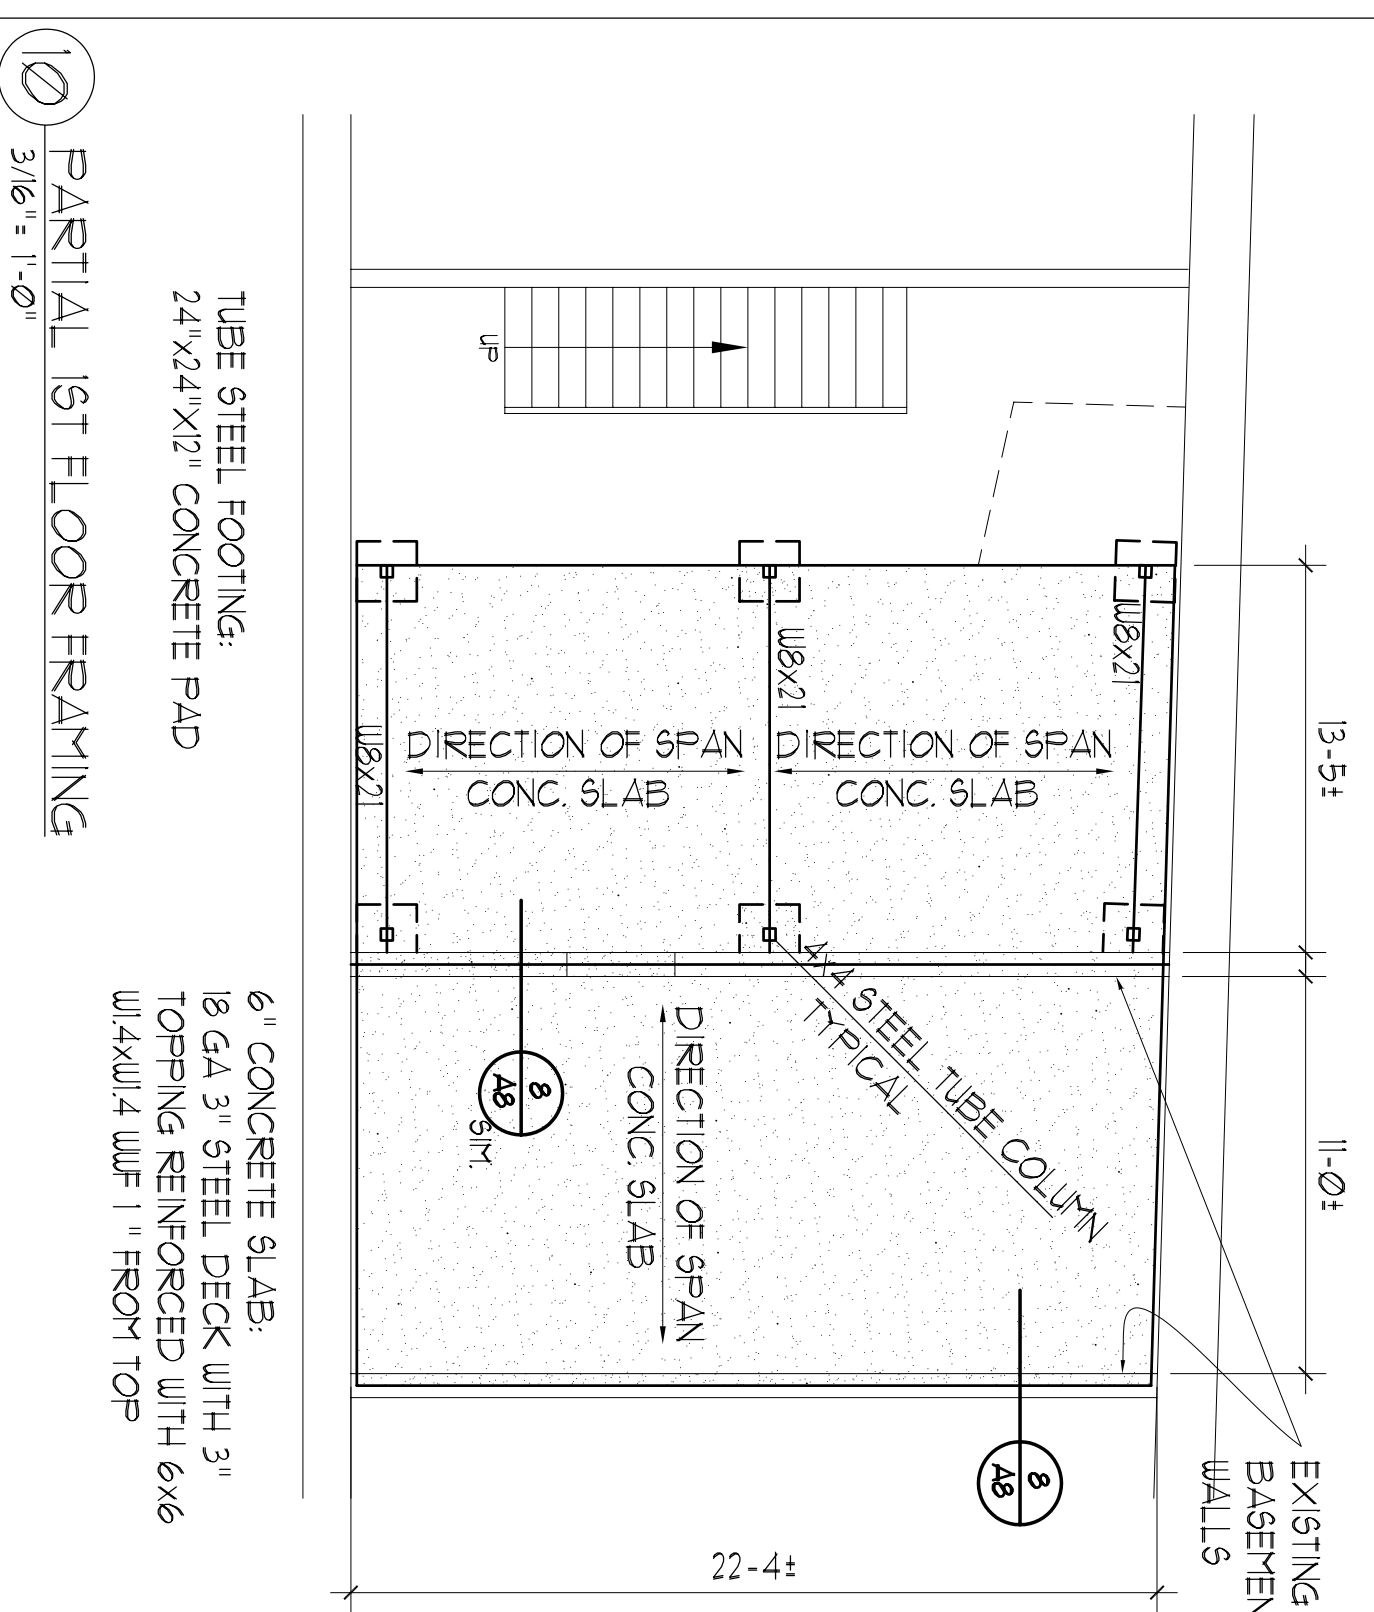 10
PARTIAL 1ST FLOOR FRAMING
3/16" = 1'-0"
TUBE STEEL FOOTING:
24"x24"X12" CONCRETE PAD
6" CONCRETE SLAB:
18 GA 3" STEEL DECK WITH 3"
TOPPING REINFORCED WITH 6x6
W1.4xW1.4 WWF 1" FROM TOP
UP
W8x21
W8x21
W8x21
DIRECTION OF SPAN
CONC. SLAB
DIRECTION OF SPAN
CONC. SLAB
DIRECTION OF SPAN
CONC. SLAB
4x4 STEEL TUBE COLUMN
TYPICAL
8
A8
SIM.
8
A8
13-5±
11-0±
22-4±
EXISTING
BASEMEN
WALLS